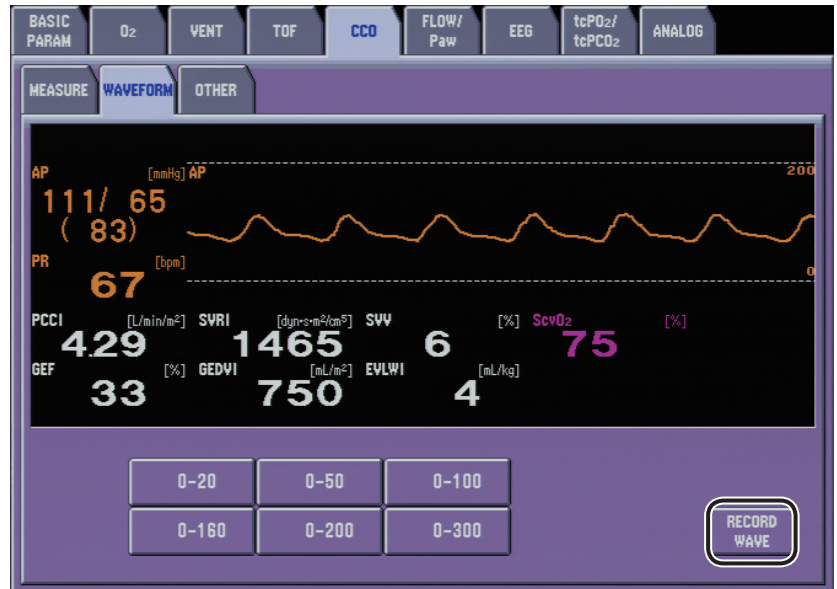 BASIC PARAM O2 VENT TOF CCO FLOW/ Paw EEG tcPO2/ tcPCO2 ANALOG
MEASURE WAVEFORM OTHER
AP [mmHg] AP 200
111/ 65
( 83)
PR [bpm] 0
67
PCCI [L/min/m²] SVRI [dyn·s·m²/cm⁵] SVV [%] ScvO2 [%]
4.29 1465 6 75
GEF [%] GEDVI [mL/m²] EVLWI [mL/kg]
33 750 4
0-20 0-50 0-100
0-160 0-200 0-300
RECORD
WAVE